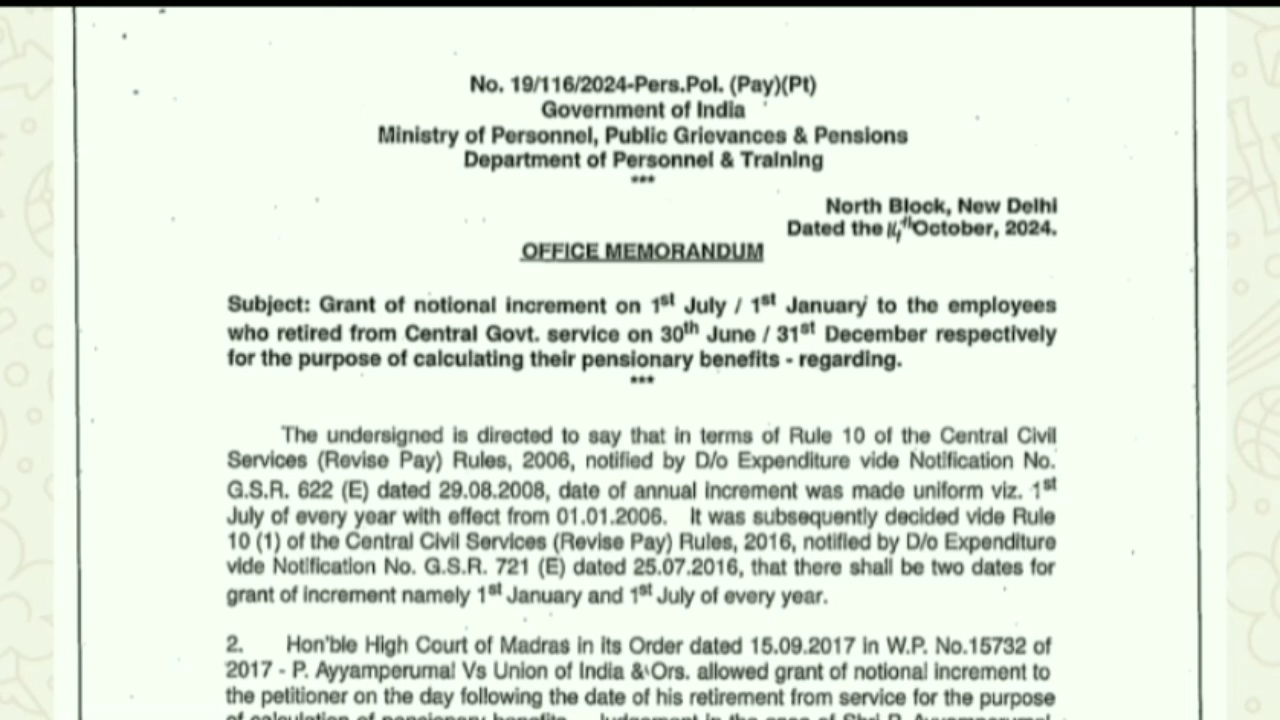 No. 19/116/2024-Pers.Pol. (Pay)(Pt)
Government of India
Ministry of Personnel, Public Grievances & Pensions
Department of Personnel & Training
***
North Block, New Delhi
Dated the 14th October, 2024.
OFFICE MEMORANDUM
Subject: Grant of notional increment on 1st July / 1st January to the employees
who retired from Central Govt. service on 30th June / 31st December respectively
for the purpose of calculating their pensionary benefits - regarding.
***
The undersigned is directed to say that in terms of Rule 10 of the Central Civil
Services (Revise Pay) Rules, 2006, notified by D/o Expenditure vide Notification No.
G.S.R. 622 (E) dated 29.08.2008, date of annual increment was made uniform viz. 1st
July of every year with effect from 01.01.2006. It was subsequently decided vide Rule
10 (1) of the Central Civil Services (Revise Pay) Rules, 2016, notified by D/o Expenditure
vide Notification No. G.S.R. 721 (E) dated 25.07.2016, that there shall be two dates for
grant of increment namely 1st January and 1st July of every year.
2. Hon'ble High Court of Madras in its Order dated 15.09.2017 in W.P. No.15732 of
2017 - P. Ayyamperumal Vs Union of India & Ors. allowed grant of notional increment to
the petitioner on the day following the date of his retirement from service for the purpose